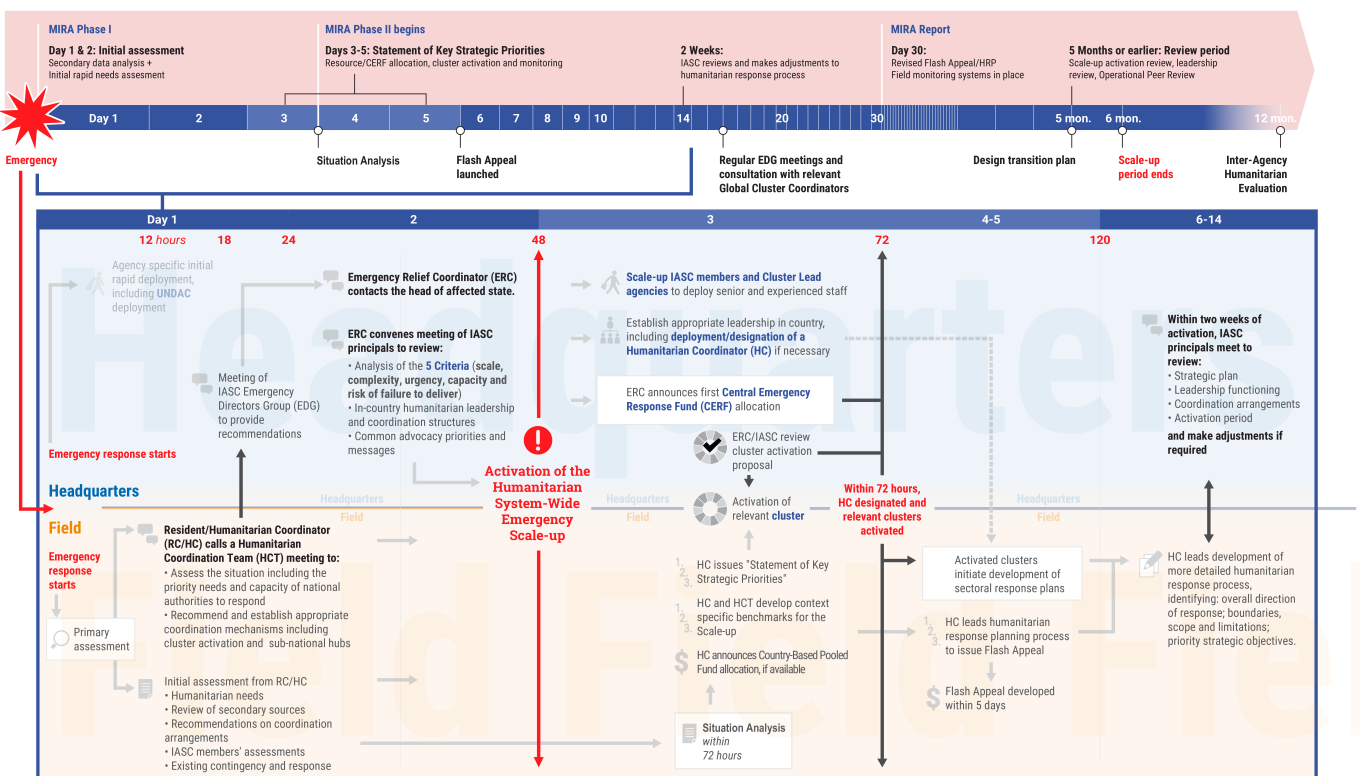 MIRA Phase I
Day 1 & 2: Initial assessment
Secondary data analysis +
Initial rapid needs assesment
MIRA Phase II begins
Days 3-5: Statement of Key Strategic Priorities
Resource/CERF allocation, cluster activation and monitoring
2 Weeks:
IASC reviews and makes adjustments to
humanitarian response process
MIRA Report
Day 30:
Revised Flash Appeal/HRP
Field monitoring systems in place
5 Months or earlier: Review period
Scale-up activation review, leadership
review, Operational Peer Review
Day 1 2 3 4 5 6 7 8 9 10 14 20 30 5 mon. 6 mon. 12 mon.
Emergency
Situation Analysis
Flash Appeal
launched
Regular EDG meetings and
consultation with relevant
Global Cluster Coordinators
Design transition plan
Scale-up
period ends
Inter-Agency
Humanitarian
Evaluation
Day 1 2 3 4-5 6-14
12 hours 18 24 48 72 120
Headquarters
Agency specific initial
rapid deployment,
including UNDAC
deployment
Emergency response starts
Meeting of
IASC Emergency
Directors Group (EDG)
to provide
recommendations
Emergency Relief Coordinator (ERC)
contacts the head of affected state.
ERC convenes meeting of IASC
principals to review:
• Analysis of the 5 Criteria (scale,
complexity, urgency, capacity and
risk of failure to deliver)
• In-country humanitarian leadership
and coordination structures
• Common advocacy priorities and
messages
Activation of the
Humanitarian
System-Wide
Emergency
Scale-up
Scale-up IASC members and Cluster Lead
agencies to deploy senior and experienced staff
Establish appropriate leadership in country,
including deployment/designation of a
Humanitarian Coordinator (HC) if necessary
ERC announces first Central Emergency
Response Fund (CERF) allocation
ERC/IASC review
cluster activation
proposal
Activation of
relevant cluster
Within 72 hours,
HC designated and
relevant clusters
activated
Within two weeks of
activation, IASC
principals meet to
review:
• Strategic plan
• Leadership functioning
• Coordination arrangements
• Activation period
and make adjustments if
required
Headquarters
Headquarters
Headquarters
Headquarters
Field
Field
Field
Field
Field Field Field
Emergency
response
starts
Primary
assessment
Resident/Humanitarian Coordinator
(RC/HC) calls a Humanitarian
Coordination Team (HCT) meeting to:
• Assess the situation including the
priority needs and capacity of national
authorities to respond
• Recommend and establish appropriate
coordination mechanisms including
cluster activation and sub-national hubs
Initial assessment from RC/HC
• Humanitarian needs
• Review of secondary sources
• Recommendations on coordination
arrangements
• IASC members' assessments
• Existing contingency and response
1.
2.
3.
HC issues "Statement of Key
Strategic Priorities"
1.
2.
3.
HC and HCT develop context
specific benchmarks for the
Scale-up
$
HC announces Country-Based Pooled
Fund allocation, if available
Situation Analysis
within
72 hours
Activated clusters
initiate development of
sectoral response plans
1.
2.
3.
HC leads humanitarian
response planning process
to issue Flash Appeal
$
Flash Appeal developed
within 5 days
HC leads development of
more detailed humanitarian
response process,
identifying: overall direction
of response; boundaries,
scope and limitations;
priority strategic objectives.